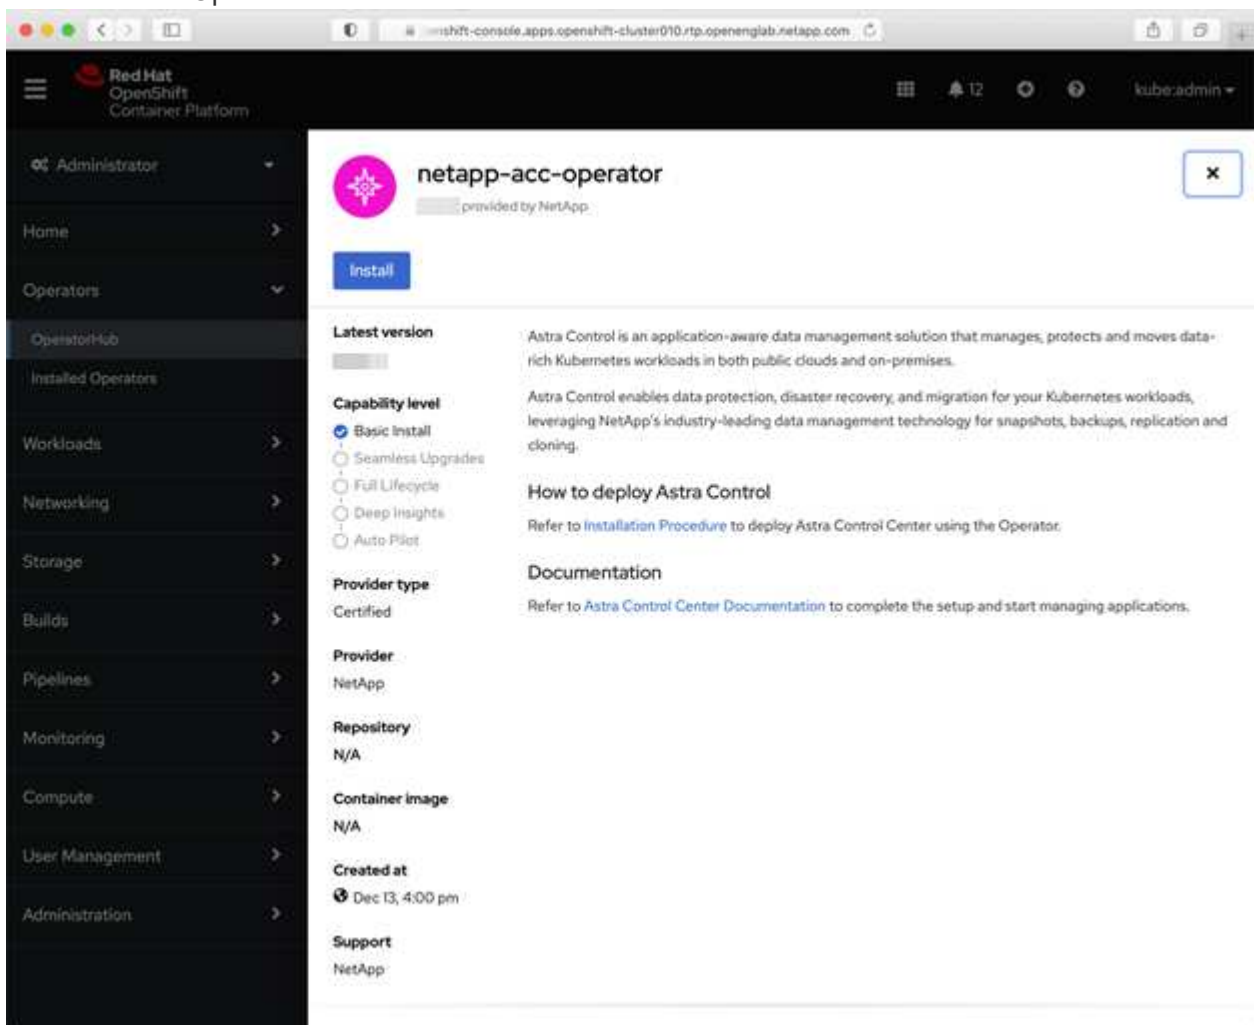 shift-console.apps.openshift-cluster010.rtp.openenglab.netapp.com
Red Hat
OpenShift
Container Platform
12
kube:admin
Administrator
Home
Operators
OperatorHub
Installed Operators
Workloads
Networking
Storage
Builds
Pipelines
Monitoring
Compute
User Management
Administration
netapp-acc-operator
provided by NetApp
Install
Latest version
Capability level
Basic Install
Seamless Upgrades
Full Lifecycle
Deep Insights
Auto Pilot
Provider type
Certified
Provider
NetApp
Repository
N/A
Container image
N/A
Created at
Dec 13, 4:00 pm
Support
NetApp
Astra Control is an application-aware data management solution that manages, protects and moves data-
rich Kubernetes workloads in both public clouds and on-premises.
Astra Control enables data protection, disaster recovery, and migration for your Kubernetes workloads,
leveraging NetApp's industry-leading data management technology for snapshots, backups, replication and
cloning.
How to deploy Astra Control
Refer to Installation Procedure to deploy Astra Control Center using the Operator.
Documentation
Refer to Astra Control Center Documentation to complete the setup and start managing applications.